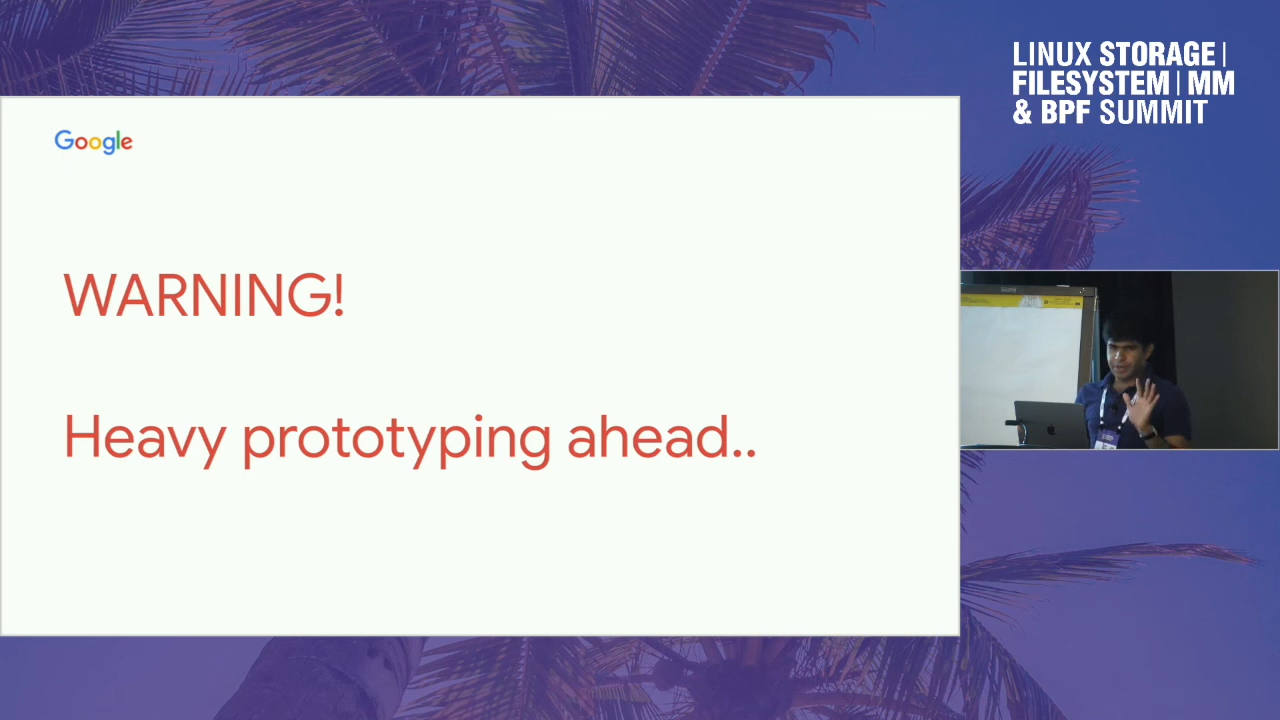 LINUX STORAGE |
FILESYSTEM | MM
& BPF SUMMIT
Google
WARNING!
Heavy prototyping ahead..